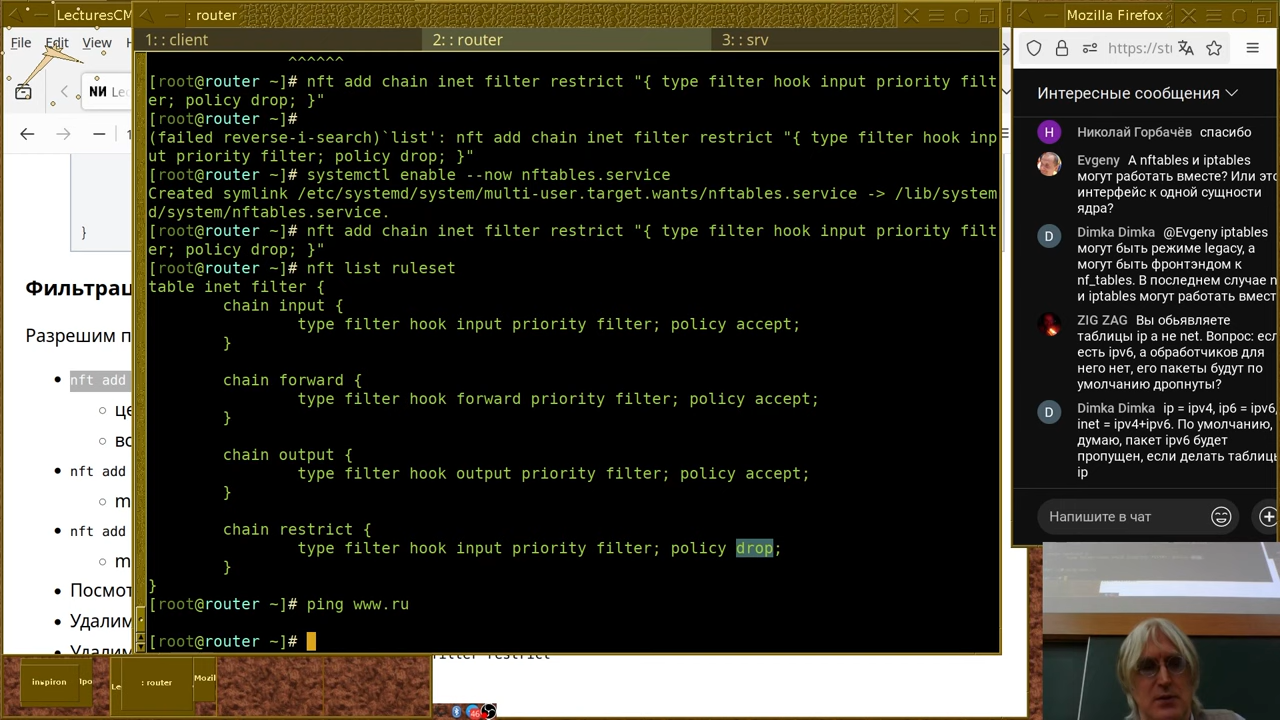 LecturesCM
: router
Mozilla Firefox
File Edit View
1: : client
2: : router
3: : srv
https://stu
Интересные сообщения
^^^^^^
[root@router ~]# nft add chain inet filter restrict "{ type filter hook input priority filt
er; policy drop; }"
[root@router ~]#
(failed reverse-i-search)`list': nft add chain inet filter restrict "{ type filter hook inp
ut priority filter; policy drop; }"
[root@router ~]# systemctl enable --now nftables.service
Created symlink /etc/systemd/system/multi-user.target.wants/nftables.service -> /lib/system
d/system/nftables.service.
[root@router ~]# nft add chain inet filter restrict "{ type filter hook input priority filt
er; policy drop; }"
[root@router ~]# nft list ruleset
table inet filter {
chain input {
type filter hook input priority filter; policy accept;
}
chain forward {
type filter hook forward priority filter; policy accept;
}
chain output {
type filter hook output priority filter; policy accept;
}
chain restrict {
type filter hook input priority filter; policy drop;
}
}
[root@router ~]# ping www.ru
[root@router ~]#
}
Фильтрац
Разрешим п
nft add
це
вс
nft add
m
nft add
m
Посмот
Удалим
H
Николай Горбачёв спасибо
Evgeny А nftables и iptables
могут работать вместе? Или это
интерфейс к одной сущности
ядра?
D
Dimka Dimka @Evgeny iptables
могут быть режиме legacy, а
могут быть фронтэндом к
nf_tables. В последнем случае n
и iptables могут работать вмест
ZIG ZAG Вы обьявляете
таблицы ip а не net. Вопрос: есл
есть ipv6, а обработчиков для
него нет, его пакеты будут по
умолчанию дропнуты?
D
Dimka Dimka ip = ipv4, ip6 = ipv6,
inet = ipv4+ipv6. По умолчанию,
думаю, пакет ipv6 будет
пропущен, если делать таблицы
ip
Напишите в чат
filter restrict
inspiron
: router
Mozil